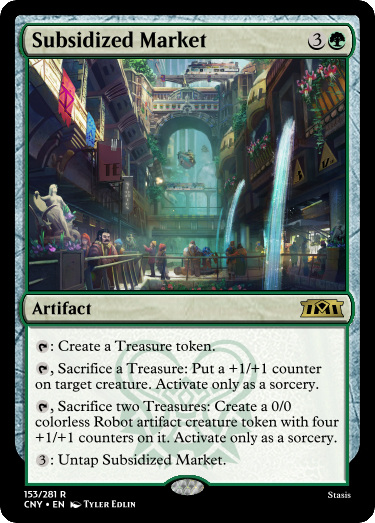 Subsidized Market 3
Artifact
: Create a Treasure token.
, Sacrifice a Treasure: Put a +1/+1 counter
on target creature. Activate only as a sorcery.
, Sacrifice two Treasures: Create a 0/0
colorless Robot artifact creature token with four
+1/+1 counters on it. Activate only as a sorcery.
3: Untap Subsidized Market.
153/281 R
Stasis
CNY • EN Tyler Edlin